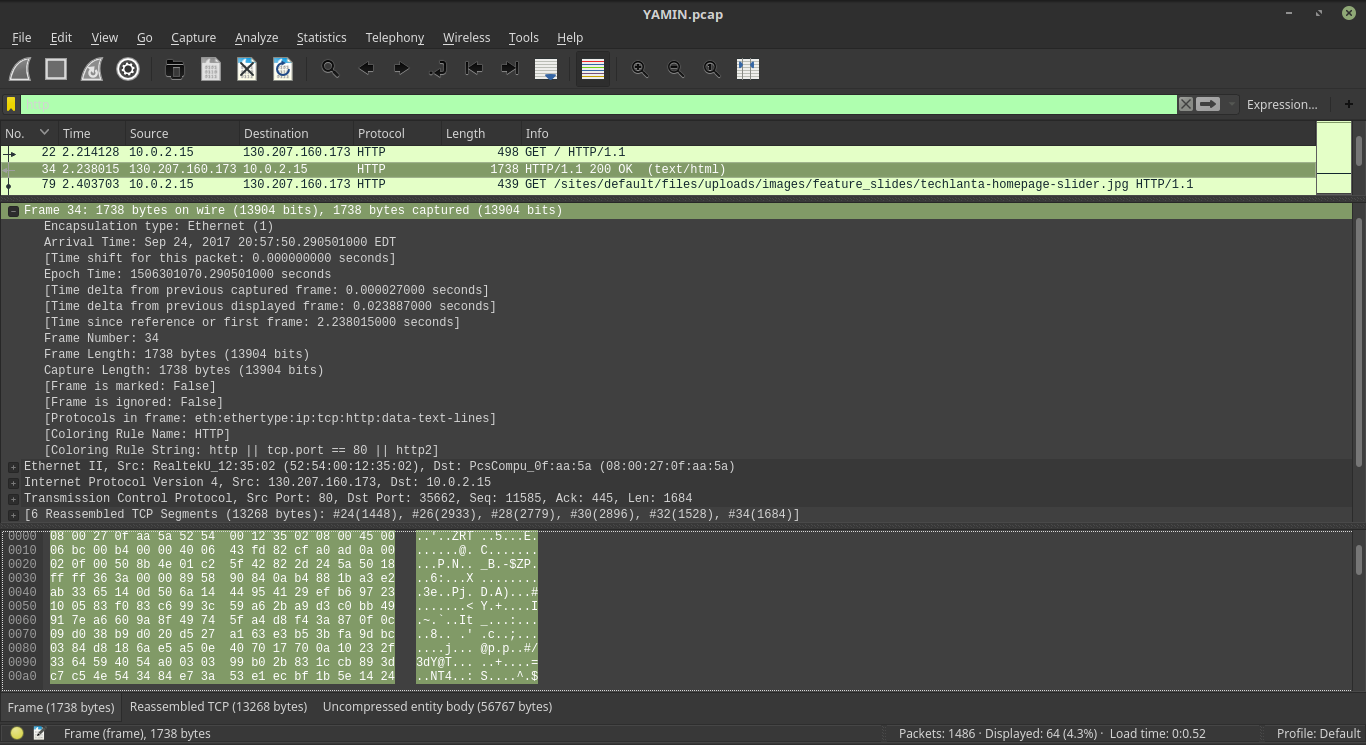 YAMIN.pcap
File Edit View Go Capture Analyze Statistics Telephony Wireless Tools Help
http
Expression... +
No. Time Source Destination Protocol Length Info
22 2.214128 10.0.2.15 130.207.160.173 HTTP 498 GET / HTTP/1.1
34 2.238015 130.207.160.173 10.0.2.15 HTTP 1738 HTTP/1.1 200 OK (text/html)
79 2.403703 10.0.2.15 130.207.160.173 HTTP 439 GET /sites/default/files/uploads/images/feature_slides/techlanta-homepage-slider.jpg HTTP/1.1
Frame 34: 1738 bytes on wire (13904 bits), 1738 bytes captured (13904 bits)
Encapsulation type: Ethernet (1)
Arrival Time: Sep 24, 2017 20:57:50.290501000 EDT
[Time shift for this packet: 0.000000000 seconds]
Epoch Time: 1506301070.290501000 seconds
[Time delta from previous captured frame: 0.000027000 seconds]
[Time delta from previous displayed frame: 0.023887000 seconds]
[Time since reference or first frame: 2.238015000 seconds]
Frame Number: 34
Frame Length: 1738 bytes (13904 bits)
Capture Length: 1738 bytes (13904 bits)
[Frame is marked: False]
[Frame is ignored: False]
[Protocols in frame: eth:ethertype:ip:tcp:http:data-text-lines]
[Coloring Rule Name: HTTP]
[Coloring Rule String: http || tcp.port == 80 || http2]
Ethernet II, Src: RealtekU_12:35:02 (52:54:00:12:35:02), Dst: PcsCompu_0f:aa:5a (08:00:27:0f:aa:5a)
Internet Protocol Version 4, Src: 130.207.160.173, Dst: 10.0.2.15
Transmission Control Protocol, Src Port: 80, Dst Port: 35662, Seq: 11585, Ack: 445, Len: 1684
[6 Reassembled TCP Segments (13268 bytes): #24(1448), #26(2933), #28(2779), #30(2896), #32(1528), #34(1684)]
0000 08 00 27 0f aa 5a 52 54 00 12 35 02 08 00 45 00 ..'..ZRT ..5...E.
0010 06 bc 00 b4 00 00 40 06 43 fd 82 cf a0 ad 0a 00 ......@. C.......
0020 02 0f 00 50 8b 4e 01 c2 5f 42 82 2d 24 5a 50 18 ...P.N.. _B.-$ZP.
0030 ff ff 36 3a 00 00 89 58 90 84 0a b4 88 1b a3 e2 ..6:...X ........
0040 ab 33 65 14 0d 50 6a 14 44 95 41 29 ef b6 97 23 .3e..Pj. D.A)...#
0050 10 05 83 f0 83 c6 99 3c 59 a6 2b a9 d3 c0 bb 49 .......< Y.+....I
0060 91 7e a6 60 9a 8f 49 74 5f a4 d8 f4 3a 87 0f 0c .~.`..It _...:...
0070 09 d0 38 b9 d0 20 d5 27 a1 63 e3 b5 3b fa 9d bc ..8.. .' .c..;...
0080 03 84 d8 18 6a e5 a5 0e 40 70 17 70 0a 10 23 2f ....j... @p.p..#/
0090 33 64 59 40 54 a0 03 03 99 b0 2b 83 1c cb 89 3d 3dY@T... ..+....=
00a0 c7 c5 4e 54 34 84 e7 3a 53 e1 ec bf 1b 5e 14 24 ..NT4..: S....^.$
Frame (1738 bytes) Reassembled TCP (13268 bytes) Uncompressed entity body (56767 bytes)
Frame (frame), 1738 bytes Packets: 1486 · Displayed: 64 (4.3%) · Load time: 0:0.52 Profile: Default